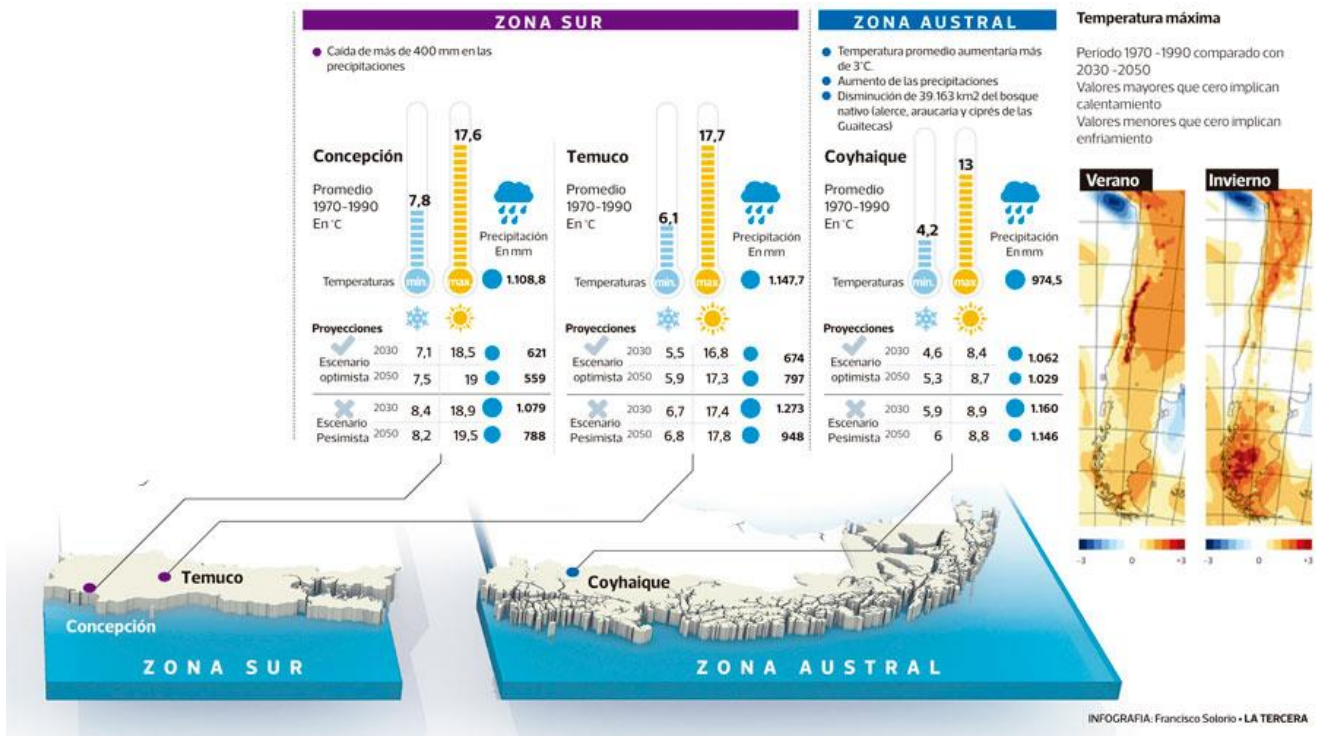 ZONA SUR
Caída de más de 400 mm en las
precipitaciones
Concepción
Promedio
1970-1990
En °C
7,8
17,6
Precipitación
En mm
Temperaturas
min.
max.
1.108,8
Proyecciones
Escenario
optimista
2030 7,1 18,5 621
2050 7,5 19 559
Escenario
Pesimista
2030 8,4 18,9 1.079
2050 8,2 19,5 788
Temuco
Promedio
1970-1990
En °C
6,1
17,7
Precipitación
En mm
Temperaturas
min.
max.
1.147,7
Proyecciones
Escenario
optimista
2030 5,5 16,8 674
2050 5,9 17,3 797
Escenario
Pesimista
2030 6,7 17,4 1.273
2050 6,8 17,8 948
ZONA AUSTRAL
Temperatura promedio aumentaría más
de 3°C.
Aumento de las precipitaciones
Disminución de 39.163 km2 del bosque
nativo (alerce, araucaria y ciprés de las
Guaitecas)
Coyhaique
Promedio
1970-1990
En °C
4,2
13
Precipitación
En mm
Temperaturas
min.
max.
974,5
Proyecciones
Escenario
optimista
2030 4,6 8,4 1.062
2050 5,3 8,7 1.029
Escenario
Pesimista
2030 5,9 8,9 1.160
2050 6 8,8 1.146
Temperatura máxima
Periodo 1970 -1990 comparado con
2030 -2050
Valores mayores que cero implican
calentamiento
Valores menores que cero implican
enfriamiento
Verano
Invierno
-3 0 +3
-3 0 +3
Temuco
Concepción
ZONA SUR
Coyhaique
ZONA AUSTRAL
INFOGRAFIA: Francisco Solorio • LA TERCERA